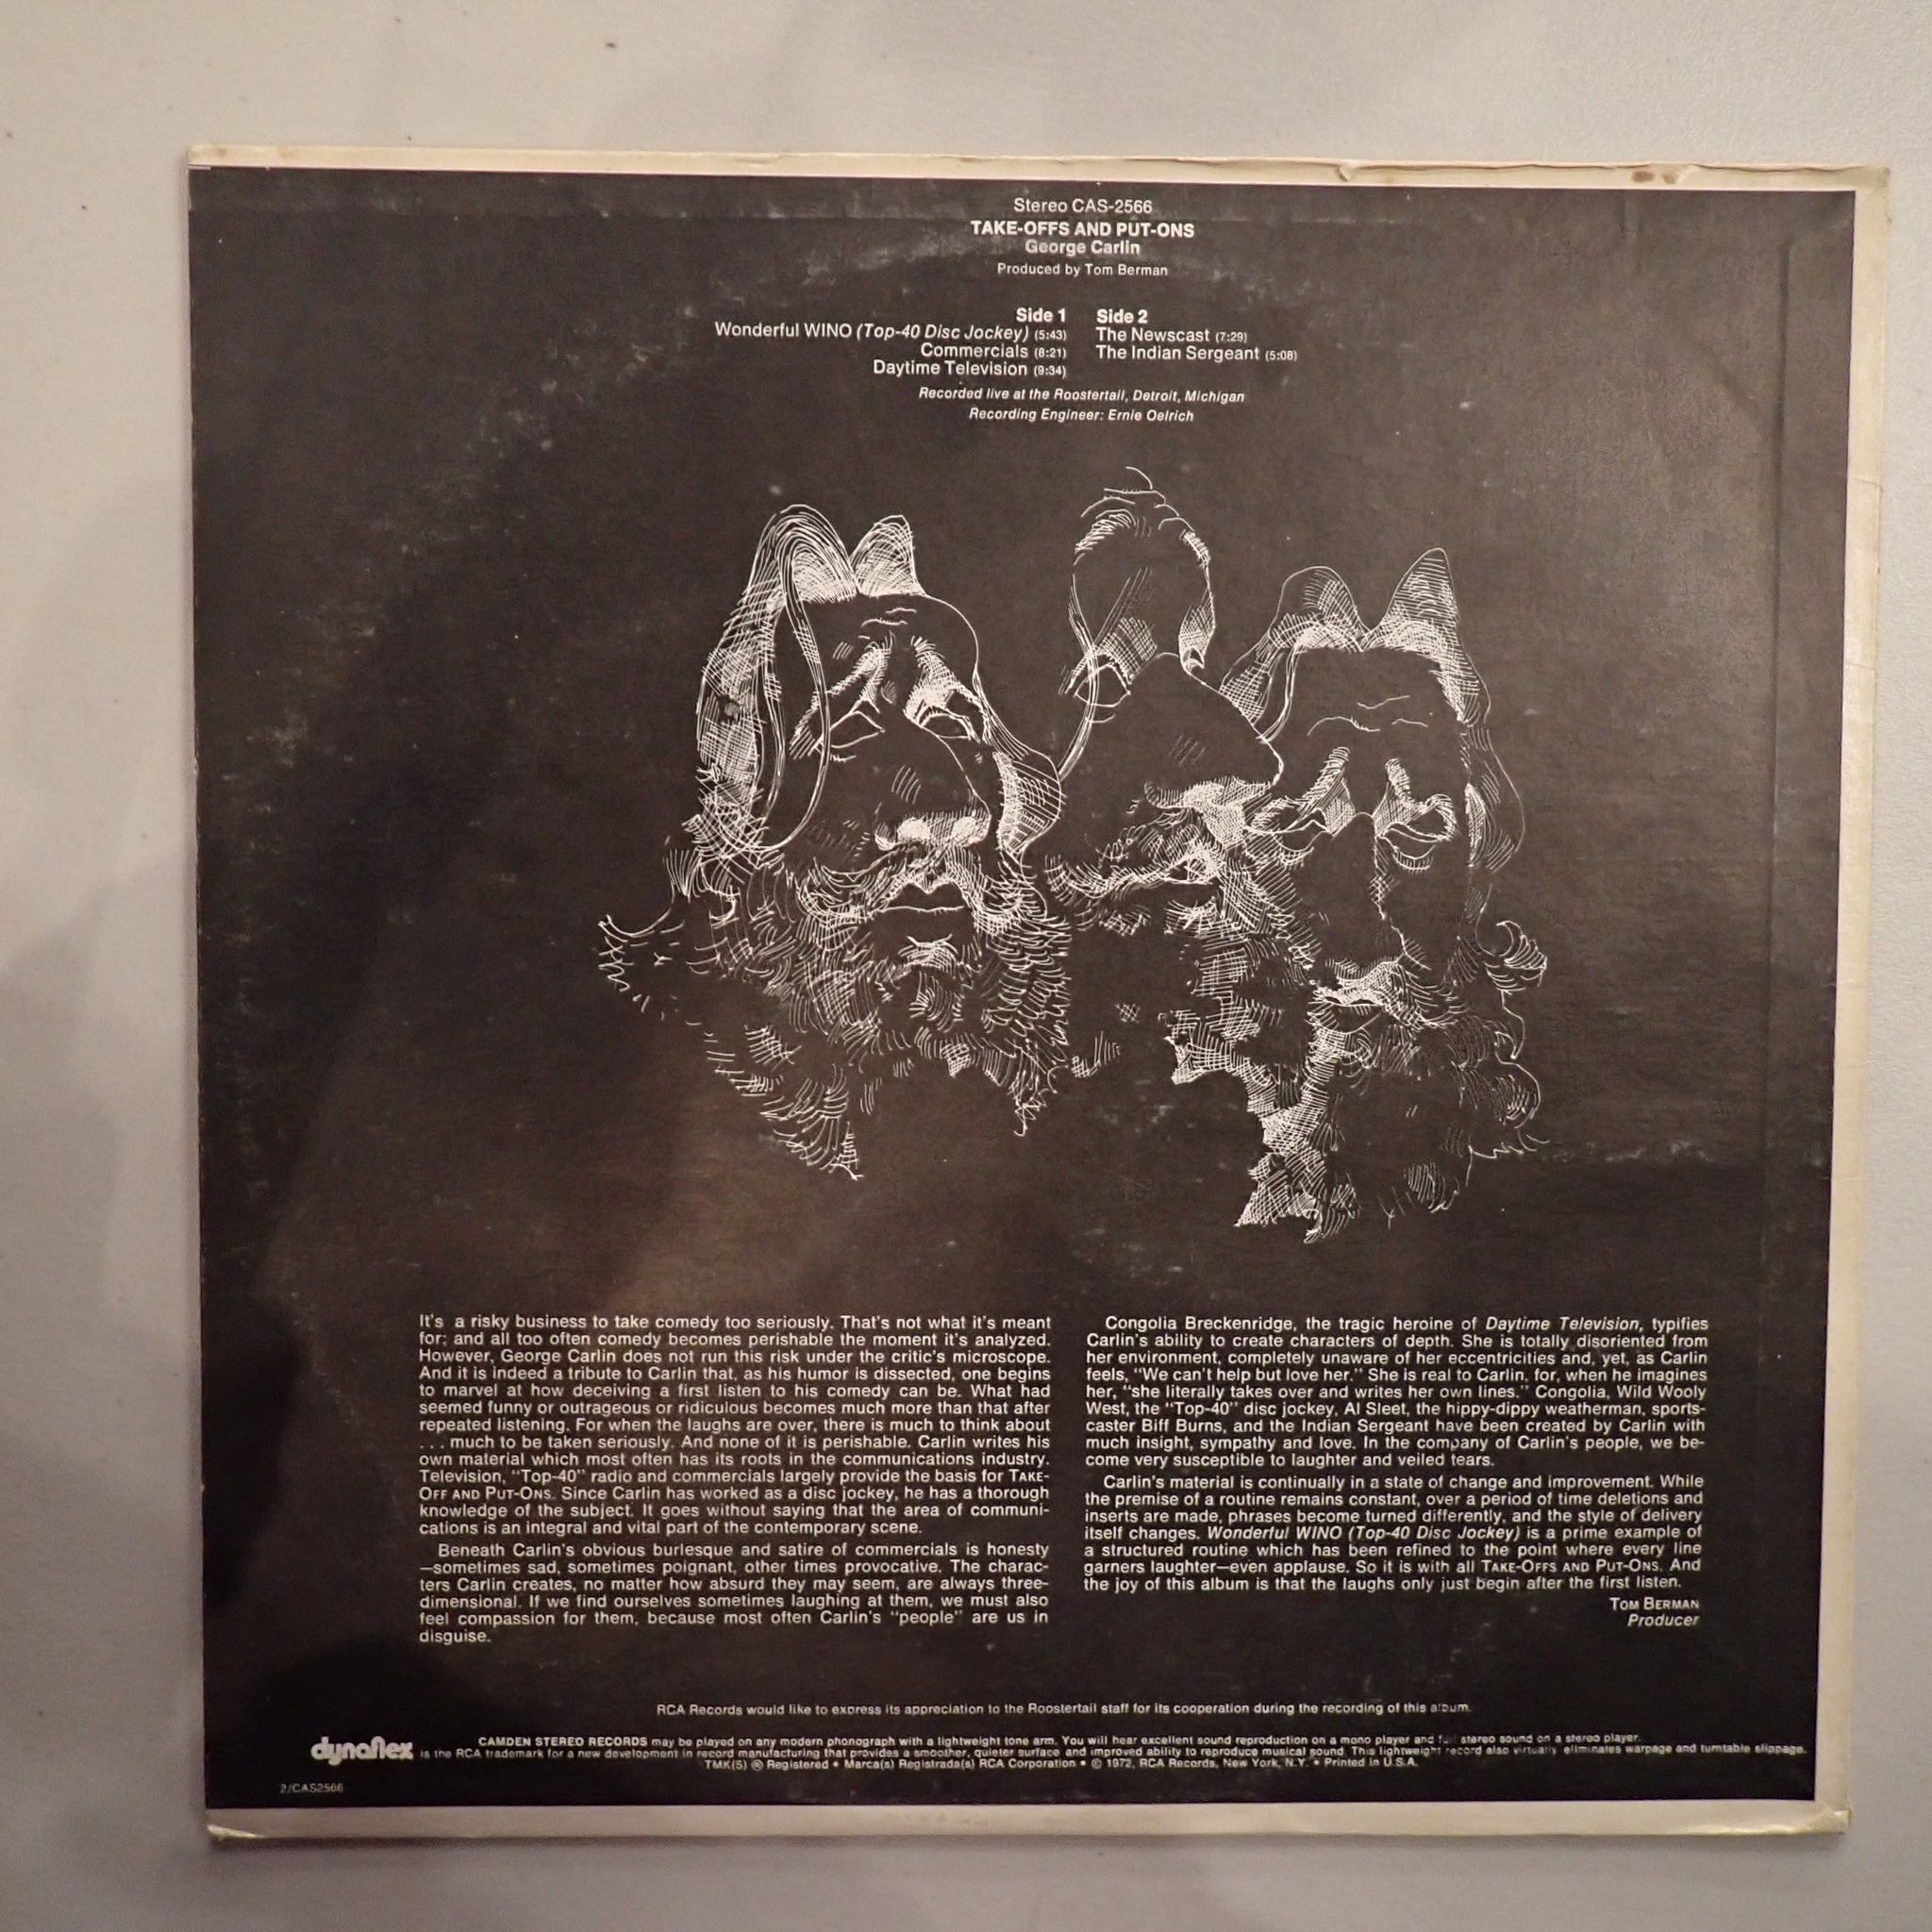 Stereo CAS-2566
TAKE-OFFS AND PUT-ONS
George Carlin
Produced by Tom Berman
Side 1
Wonderful WINO (Top-40 Disc Jockey) (5:43)
Commercials (8:21)
Daytime Television (9:34)
Side 2
The Newscast (7:29)
The Indian Sergeant (5:08)
Recorded live at the Roostertail, Detroit, Michigan
Recording Engineer: Ernie Oelrich
It's a risky business to take comedy too seriously. That's not what it's meant
for; and all too often comedy becomes perishable the moment it's analyzed.
However, George Carlin does not run this risk under the critic's microscope.
And it is indeed a tribute to Carlin that, as his humor is dissected, one begins
to marvel at how deceiving a first listen to his comedy can be. What had
seemed funny or outrageous or ridiculous becomes much more than that after
repeated listening. For when the laughs are over, there is much to think about
. . . much to be taken seriously. And none of it is perishable. Carlin writes his
own material which most often has its roots in the communications industry.
Television, "Top-40" radio and commercials largely provide the basis for TAKE-
OFF AND PUT-ONS. Since Carlin has worked as a disc jockey, he has a thorough
knowledge of the subject. It goes without saying that the area of communi-
cations is an integral and vital part of the contemporary scene.
Beneath Carlin's obvious burlesque and satire of commercials is honesty
—sometimes sad, sometimes poignant, other times provocative. The charac-
ters Carlin creates, no matter how absurd they may seem, are always three-
dimensional. If we find ourselves sometimes laughing at them, we must also
feel compassion for them, because most often Carlin's "people" are us in
disguise.
Congolia Breckenridge, the tragic heroine of Daytime Television, typifies
Carlin's ability to create characters of depth. She is totally disoriented from
her environment, completely unaware of her eccentricities and, yet, as Carlin
feels, "We can't help but love her." She is real to Carlin, for, when he imagines
her, "she literally takes over and writes her own lines." Congolia, Wild Wooly
West, the "Top-40" disc jockey, Al Sleet, the hippy-dippy weatherman, sports-
caster Biff Burns, and the Indian Sergeant have been created by Carlin with
much insight, sympathy and love. In the company of Carlin's people, we be-
come very susceptible to laughter and veiled tears.
Carlin's material is continually in a state of change and improvement. While
the premise of a routine remains constant, over a period of time deletions and
inserts are made, phrases become turned differently, and the style of delivery
itself changes. Wonderful WINO (Top-40 Disc Jockey) is a prime example of
a structured routine which has been refined to the point where every line
garners laughter—even applause. So it is with all TAKE-OFFS AND PUT-ONS. And
the joy of this album is that the laughs only just begin after the first listen.
TOM BERMAN
Producer
RCA Records would like to express its appreciation to the Roostertail staff for its cooperation during the recording of this album.
CAMDEN STEREO RECORDS may be played on any modern phonograph with a lightweight tone arm. You will hear excellent sound reproduction on a mono player and full stereo sound on a stereo player.
dynaflex is the RCA trademark for a new development in record manufacturing that provides a smoother, quieter surface and improved ability to reproduce musical sound. This lightweight record also virtually eliminates warpage and turntable slippage.
TMK(S) ® Registered • Marca(s) Registrada(s) RCA Corporation • © 1972, RCA Records, New York, N.Y. • Printed in U.S.A.
2/CAS2566